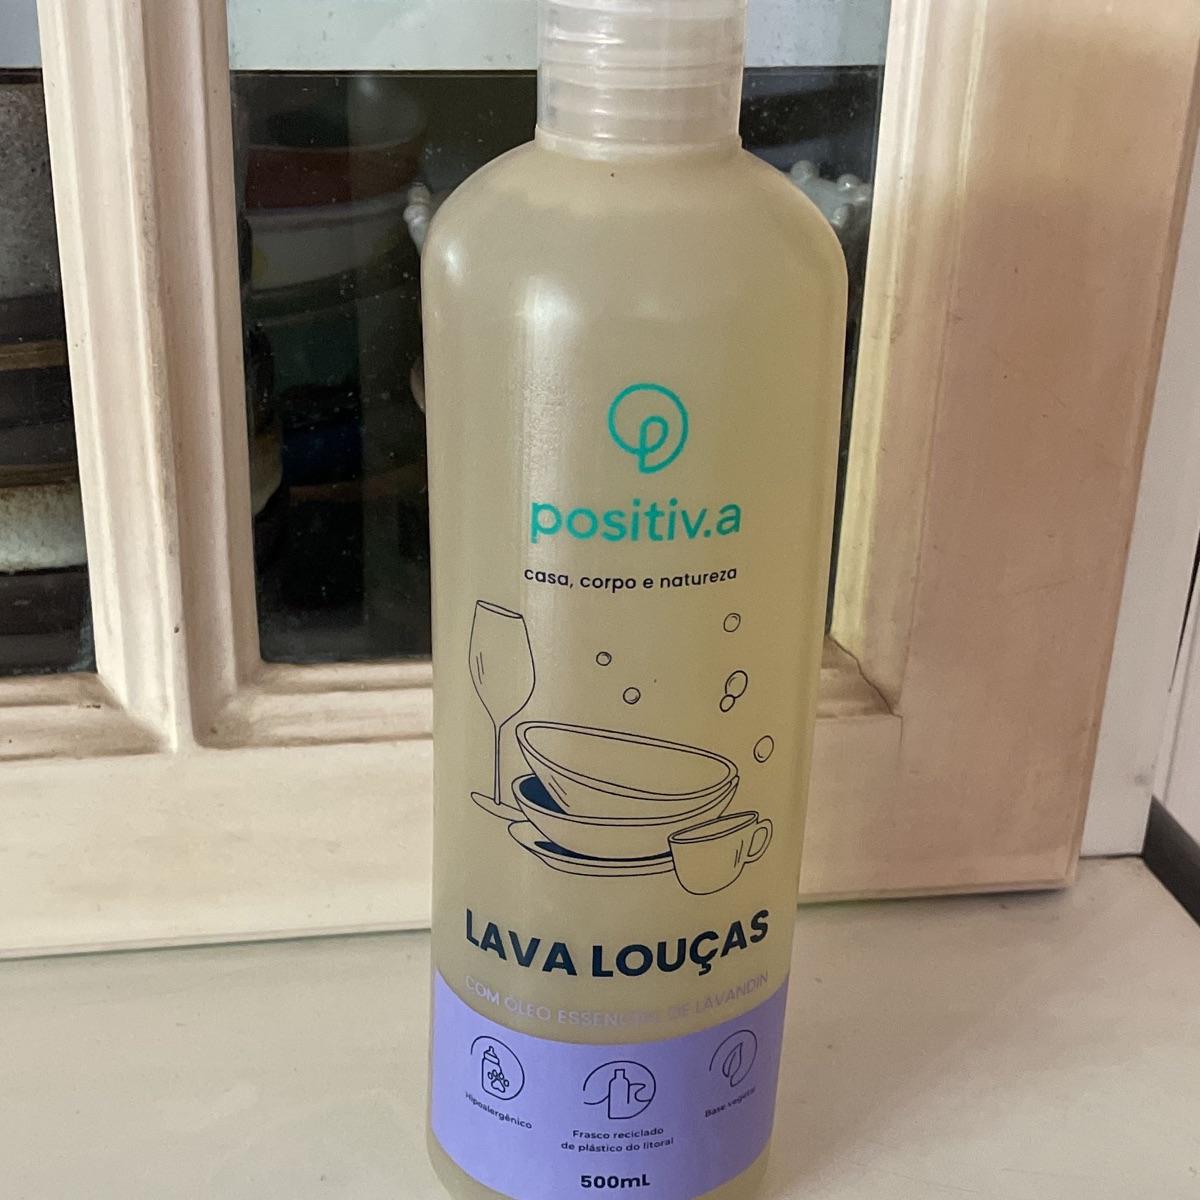 positiv.a
casa, corpo e natureza
LAVA LOUÇAS
COM ÓLEO ESSENCIAL DE LAVANDIN
Hipoalergênico
Frasco reciclado
de plástico do litoral
Base vegetal
500mL